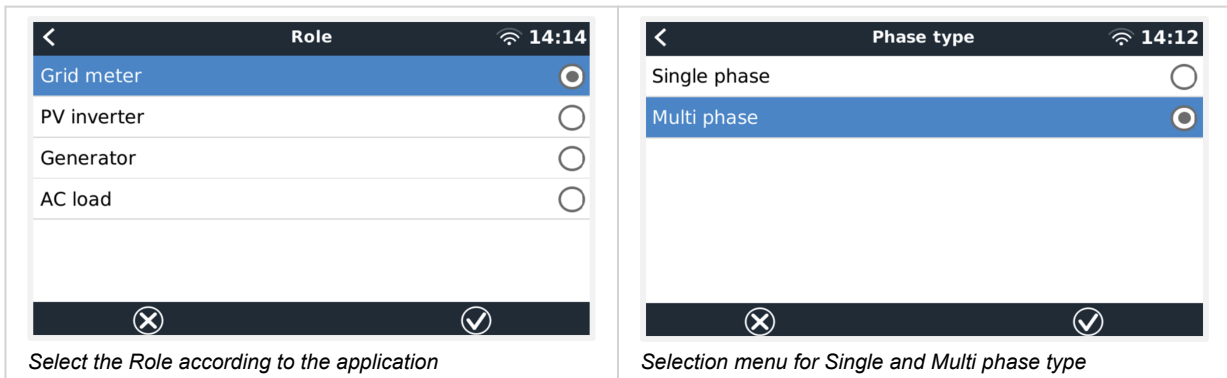 Role 14:14
Grid meter
PV inverter
Generator
AC load
Select the Role according to the application
Phase type 14:12
Single phase
Multi phase
Selection menu for Single and Multi phase type